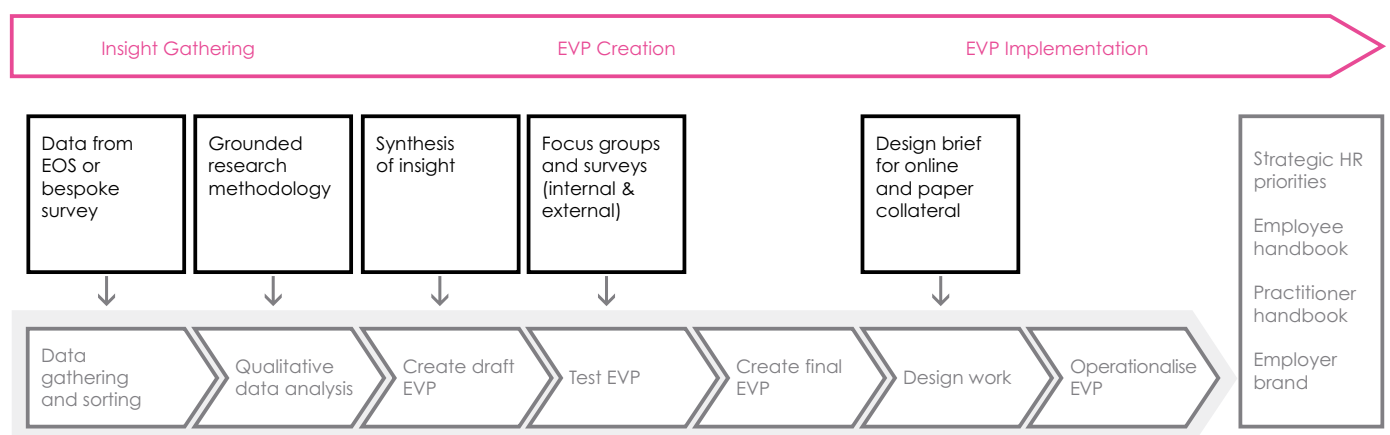 Insight Gathering
EVP Creation
EVP Implementation
Data from
EOS or
bespoke
survey
Grounded
research
methodology
Synthesis
of insight
Focus groups
and surveys
(internal &
external)
Design brief
for online
and paper
collateral
Strategic HR
priorities
Employee
handbook
Practitioner
handbook
Employer
brand
Data
gathering
and sorting
Qualitative
data analysis
Create draft
EVP
Test EVP
Create final
EVP
Design work
Operationalise
EVP